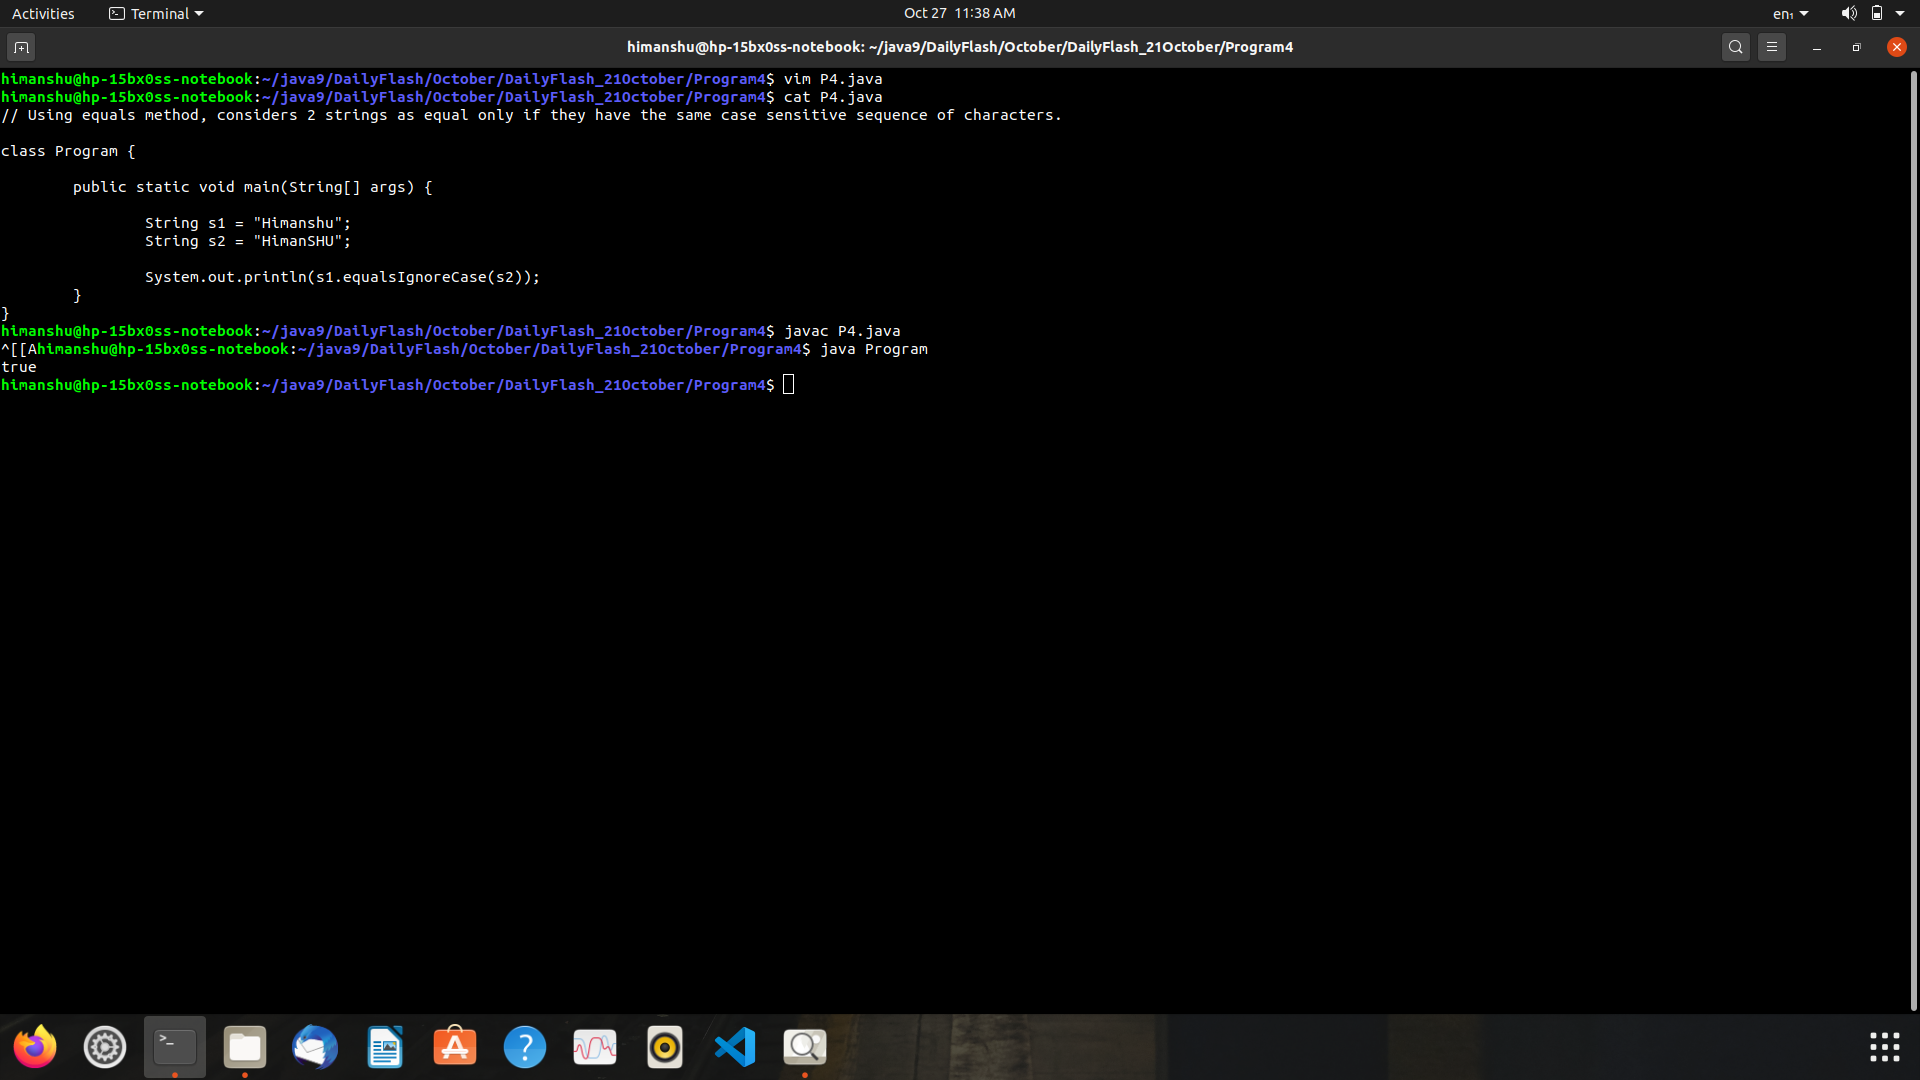 Activities Terminal Oct 27 11:38 AM en₁
himanshu@hp-15bx0ss-notebook: ~/java9/DailyFlash/October/DailyFlash_21October/Program4
himanshu@hp-15bx0ss-notebook:~/java9/DailyFlash/October/DailyFlash_21October/Program4$ vim P4.java
himanshu@hp-15bx0ss-notebook:~/java9/DailyFlash/October/DailyFlash_21October/Program4$ cat P4.java
// Using equals method, considers 2 strings as equal only if they have the same case sensitive sequence of characters.
class Program {
public static void main(String[] args) {
String s1 = "Himanshu";
String s2 = "HimanSHU";
System.out.println(s1.equalsIgnoreCase(s2));
}
}
himanshu@hp-15bx0ss-notebook:~/java9/DailyFlash/October/DailyFlash_21October/Program4$ javac P4.java
^[[Ahimanshu@hp-15bx0ss-notebook:~/java9/DailyFlash/October/DailyFlash_21October/Program4$ java Program
true
himanshu@hp-15bx0ss-notebook:~/java9/DailyFlash/October/DailyFlash_21October/Program4$